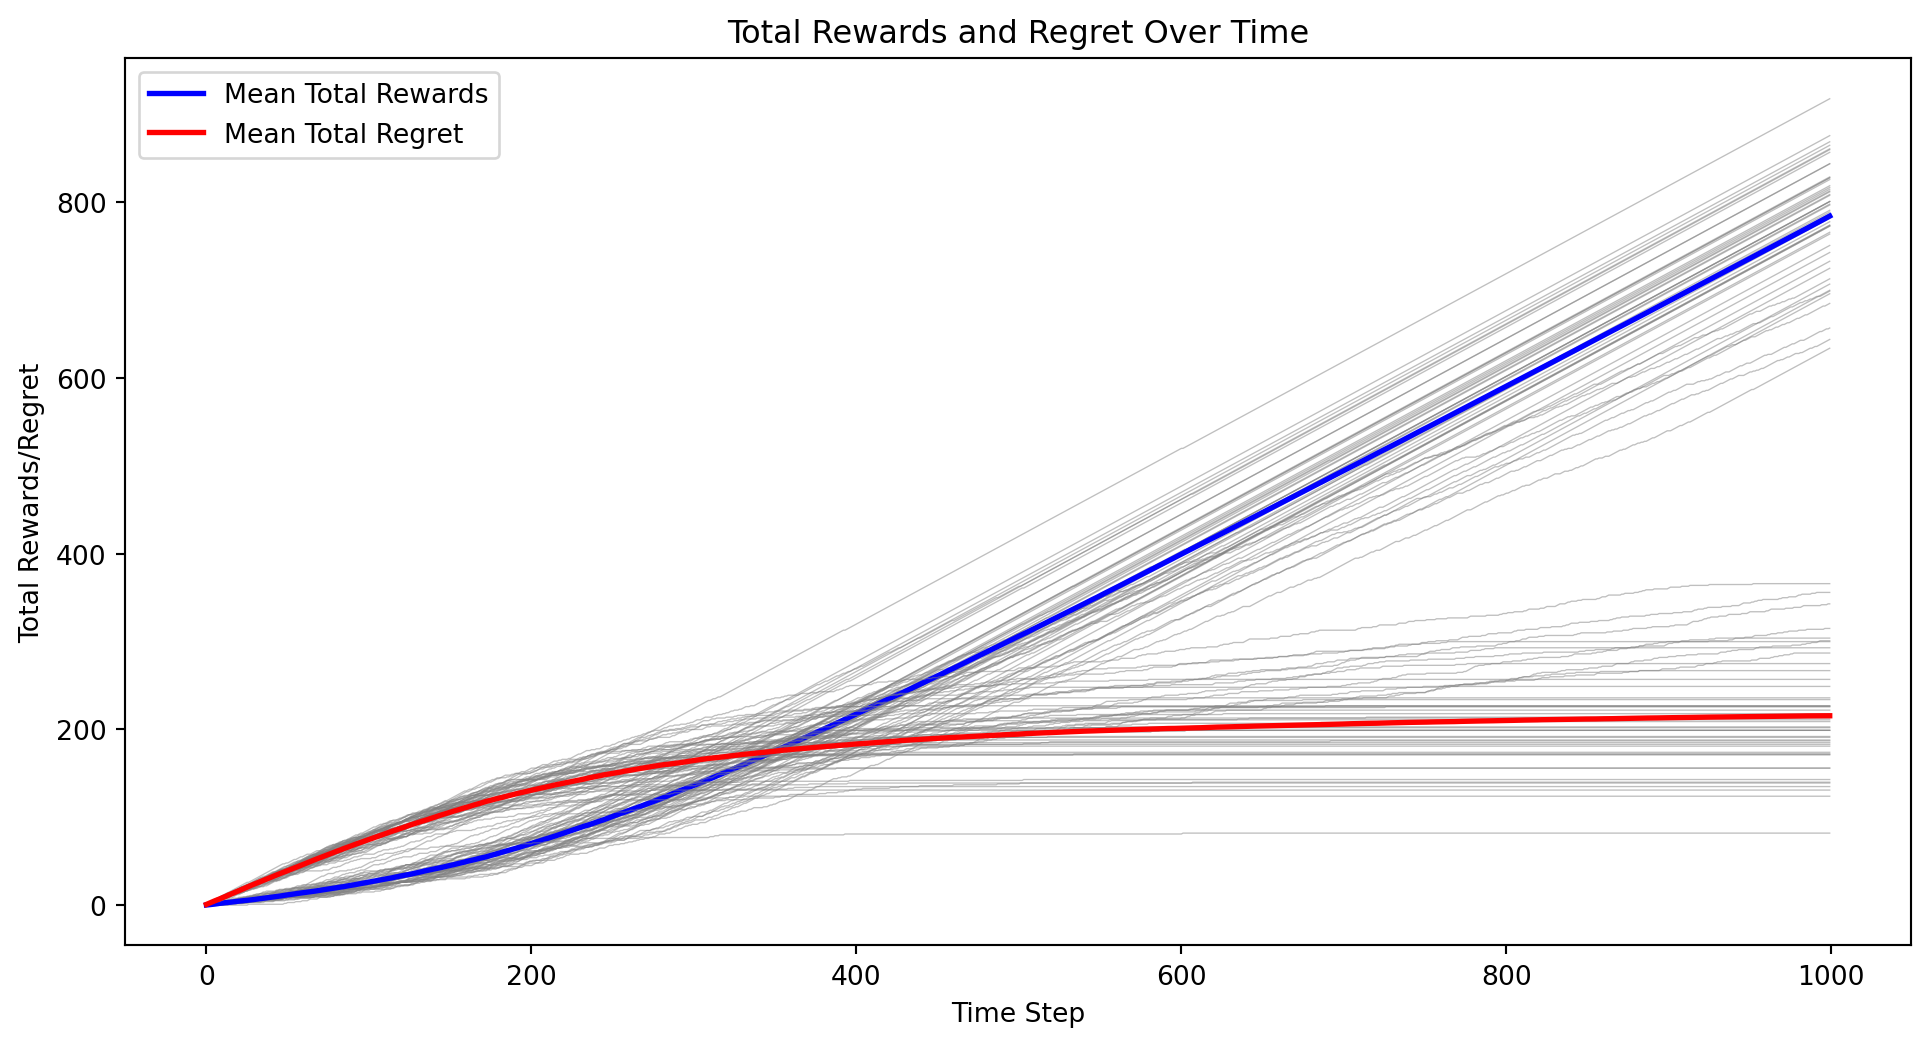 Total Rewards and Regret Over Time
Mean Total Rewards
Mean Total Regret
Total Rewards/Regret
800
600
400
200
0
0 200 400 600 800 1000
Time Step